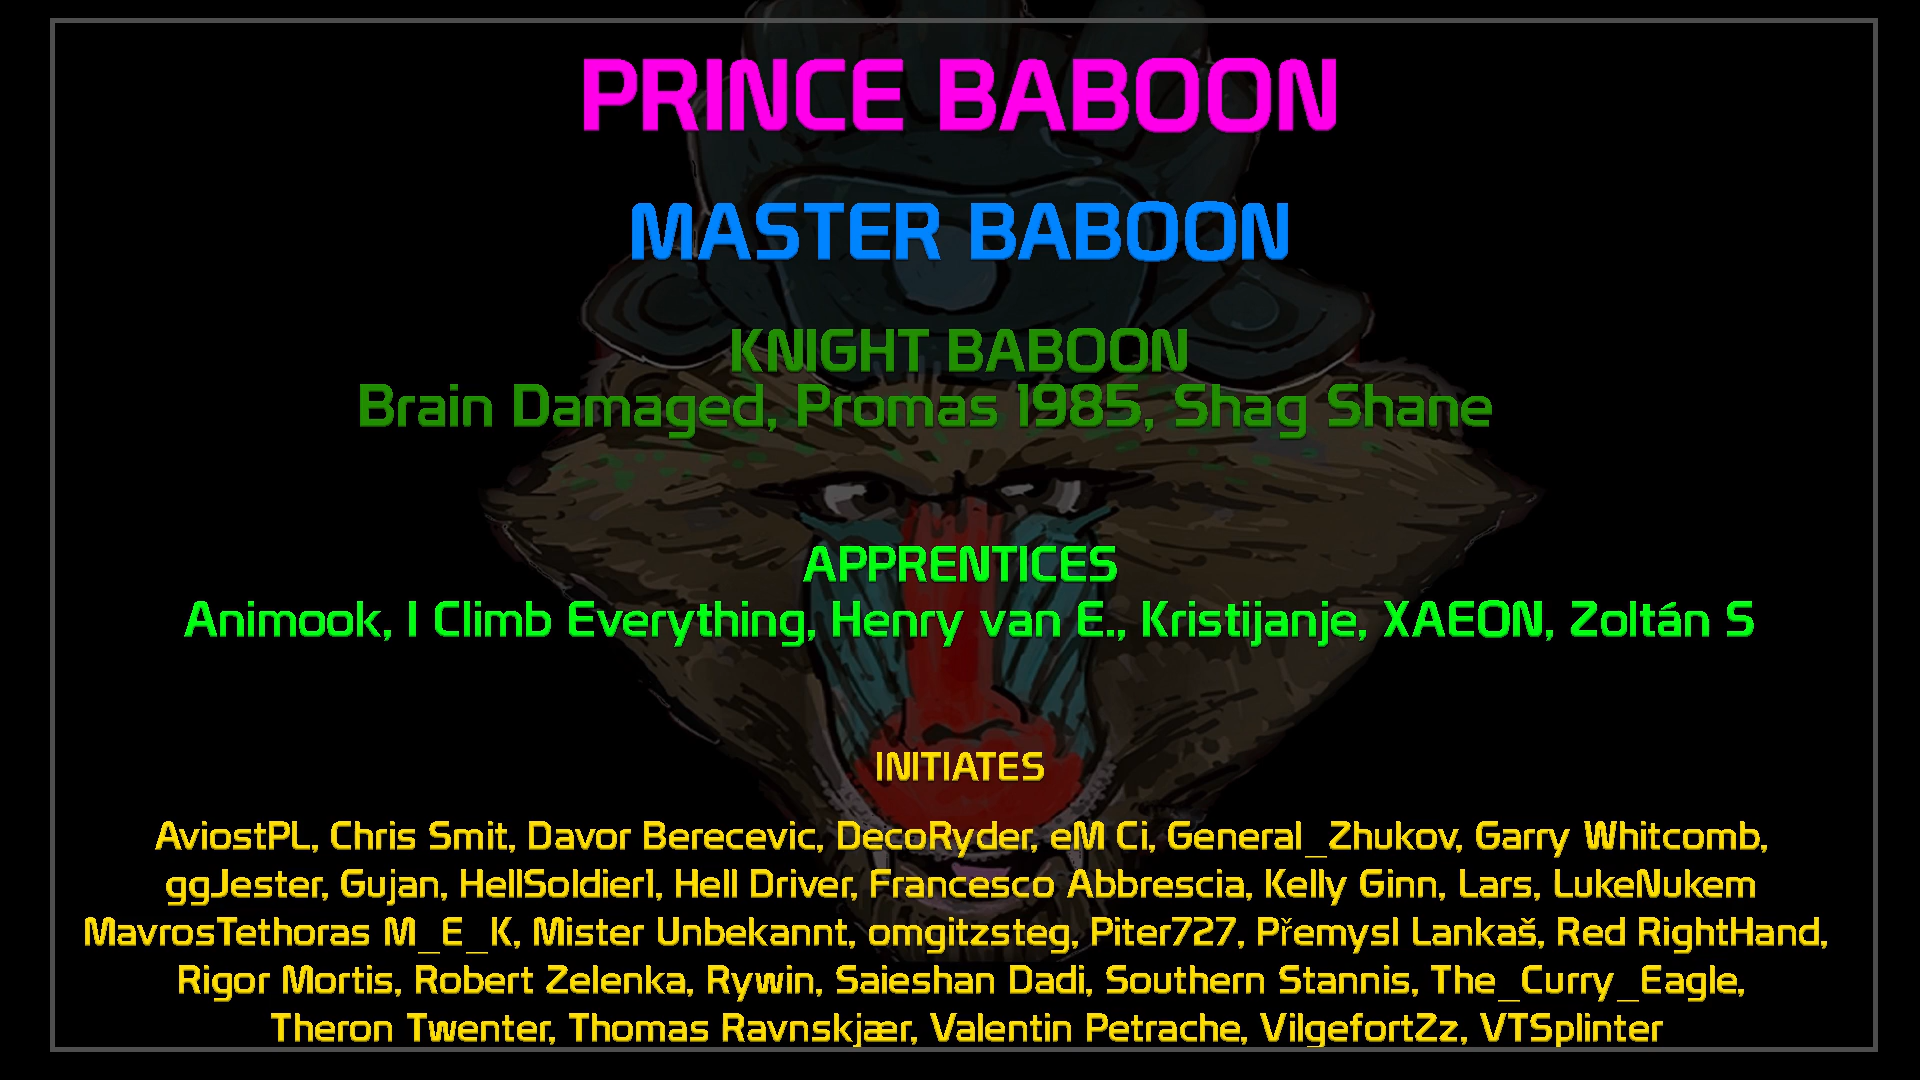 PRINCE BABOON
MASTER BABOON
KNIGHT BABOON
Brain Damaged, Promas 1985, Shag Shane
APPRENTICES
Animook, I Climb Everything, Henry van E., Kristijanje, XAEON, Zoltán S
INITIATES
AviostPL, Chris Smit, Davor Berecevic, DecoRyder, eM Ci, General_Zhukov, Garry Whitcomb,
ggJester, Gujan, HellSoldier1, Hell Driver, Francesco Abbrescia, Kelly Ginn, Lars, LukeNukem
MavrosTethoras M_E_K, Mister Unbekannt, omgitzsteg, Piter727, Přemysl Lankaš, Red RightHand,
Rigor Mortis, Robert Zelenka, Rywin, Saieshan Dadi, Southern Stannis, The_Curry_Eagle,
Theron Twenter, Thomas Ravnskjær, Valentin Petrache, VilgefortZz, VTSplinter